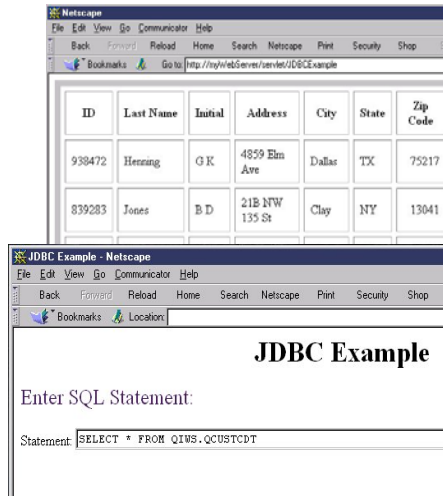 Netscape
File Edit View Go Communicator Help
Back Forward Reload Home Search Netscape Print Security Shop
Bookmarks Go to: http://myWebServer/servlet/JDBCExample
ID Last Name Initial Address City State Zip Code
938472 Henning G K 4859 Elm Ave Dallas TX 75217
839283 Jones B D 21B NW 135 St Clay NY 13041
JDBC Example - Netscape
File Edit View Go Communicator Help
Back Forward Reload Home Search Netscape Print Security Shop
Bookmarks Location:
JDBC Example
Enter SQL Statement:
Statement: SELECT * FROM QIWS.QCUSTCDT